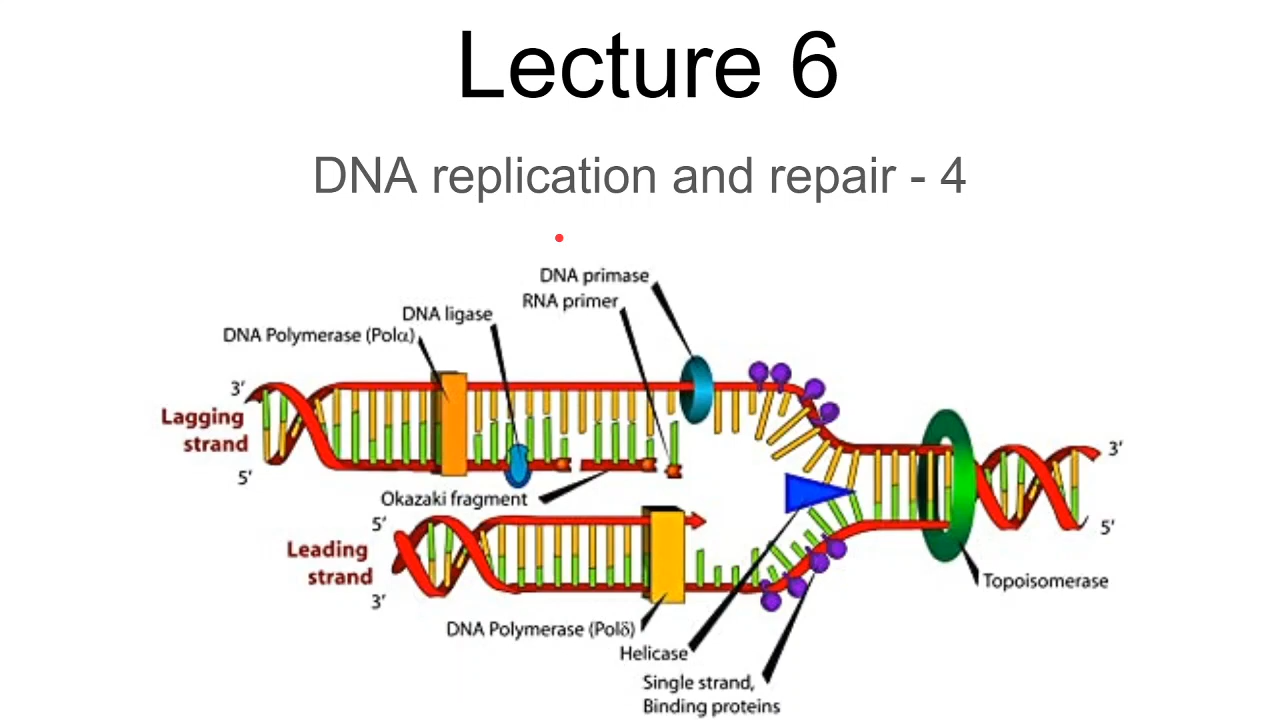 Lecture 6
DNA replication and repair - 4
DNA primase
RNA primer
DNA ligase
DNA Polymerase (Polα)
3′
Lagging
strand
5′
Okazaki fragment
5′
Leading
strand
3′
3′
5′
Topoisomerase
DNA Polymerase (Polδ)
Helicase
Single strand,
Binding proteins